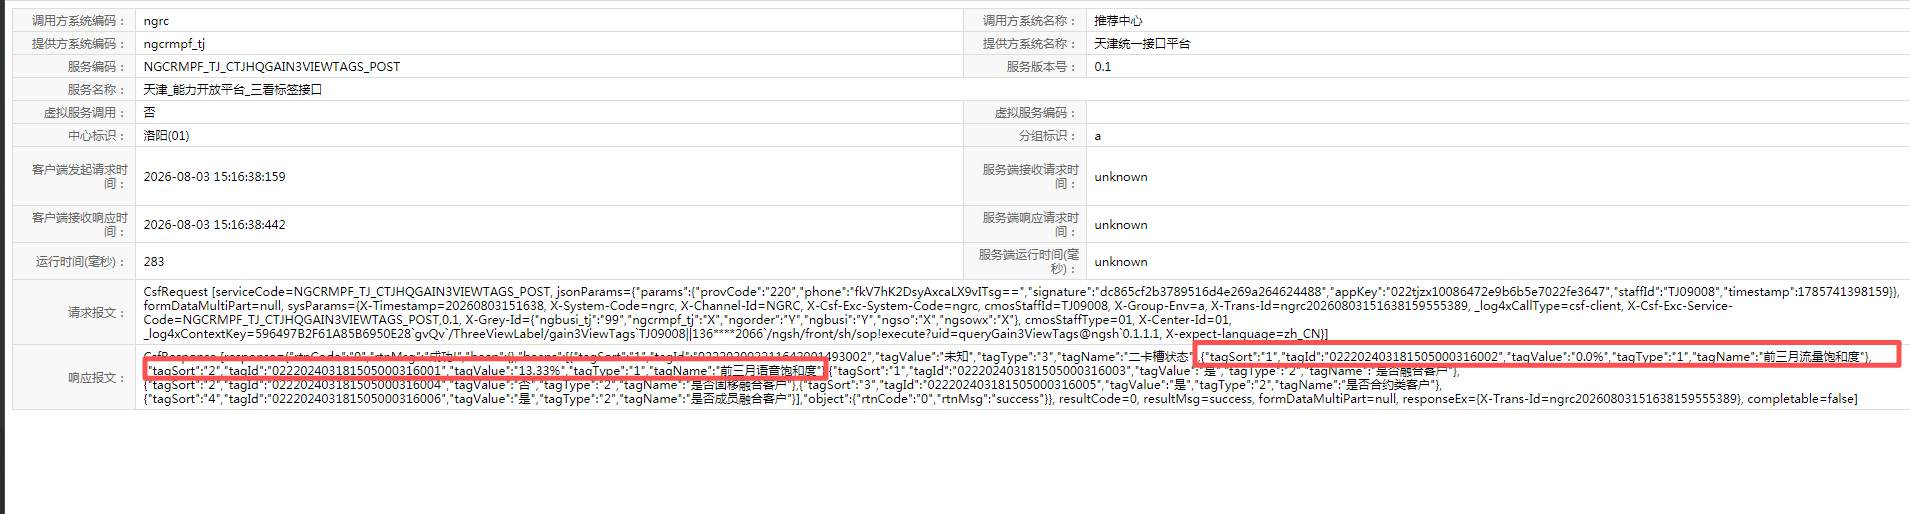 调用方系统编码： ngrc 调用方系统名称： 推荐中心
提供方系统编码： ngcrmpf_tj 提供方系统名称： 天津统一接口平台
服务编码： NGCRMPF_TJ_CTJHQGAIN3VIEWTAGS_POST 服务版本号： 0.1
服务名称： 天津_能力开放平台_三看标签接口
虚拟服务调用： 否 虚拟服务编码：
中心标识： 洛阳(01) 分组标识： a
客户端发起请求时间： 2026-08-03 15:16:38:159 服务端接收请求时间： unknown
客户端接收响应时间： 2026-08-03 15:16:38:442 服务端响应请求时间： unknown
运行时间(毫秒)： 283 服务端运行时间(毫秒)： unknown
请求报文：
CsfRequest [serviceCode=NGCRMPF_TJ_CTJHQGAIN3VIEWTAGS_POST, jsonParams={"params":{"provCode":"220","phone":"fkV7hK2DsyAxcaLX9vITsg==","signature":"dc865cf2b3789516d4e269a264624488","appKey":"022tjzx10086472e9b6b5e7022fe3647","staffId":"TJ09008","timestamp":1785741398159}},
formDataMultiPart=null, sysParams={X-Timestamp=20260803151638, X-System-Code=ngrc, X-Channel-Id=NGRC, X-Csf-Exc-System-Code=ngrc, cmosStaffID=TJ09008, X-Group-Env=a, X-Trans-Id=ngrc20260803151638159555389, _log4xCallType=csf-client, X-Csf-Exc-Service-
Code=NGCRMPF_TJ_CTJHQGAIN3VIEWTAGS_POST,0.1, X-Grey-Id={"ngbusi_tj":"99","ngcrmpf_tj":"X","ngorder":"Y","ngbusi":"Y","ngso":"X","ngsowx":"X"}, cmosStaffType=01, X-Center-Id=01,
_log4xContextKey=596497B2F61A85B6950E28`gvQv`/ThreeViewLabel/gain3ViewTags`TJ09008||136****2066`/ngsh/front/sh/sop!execute?uid=queryGain3ViewTags@ngsh`0.1.1.1, X-expect-language=zh_CN}]
响应报文：
CsfResponse [response={"rtnCode":"0","rtnMsg":"成功!","bean":{},"beans":[{"tagSort":"1","tagId":"493002","tagValue":"未知","tagType":"3","tagName":"二卡槽状态"},{"tagSort":"1","tagId":"022202403181505000316002","tagValue":"0.0%","tagType":"1","tagName":"前三月流量饱和度"},
{"tagSort":"2","tagId":"022202403181505000316001","tagValue":"13.33%","tagType":"1","tagName":"前三月语音饱和度"},{"tagSort":"1","tagId":"022202403181505000316003","tagValue":"是","tagType":"2","tagName":"是否融合客户"},
{"tagSort":"2","tagId":"022202403181505000316004","tagValue":"否","tagType":"2","tagName":"是否固移融合客户"},{"tagSort":"3","tagId":"022202403181505000316005","tagValue":"是","tagType":"2","tagName":"是否合约类客户"},
{"tagSort":"4","tagId":"022202403181505000316006","tagValue":"是","tagType":"2","tagName":"是否成员融合客户"}],"object":{"rtnCode":"0","rtnMsg":"success"}}, resultCode=0, resultMsg=success, formDataMultiPart=null, responseEx={X-Trans-Id=ngrc20260803151638159555389}, completable=false]